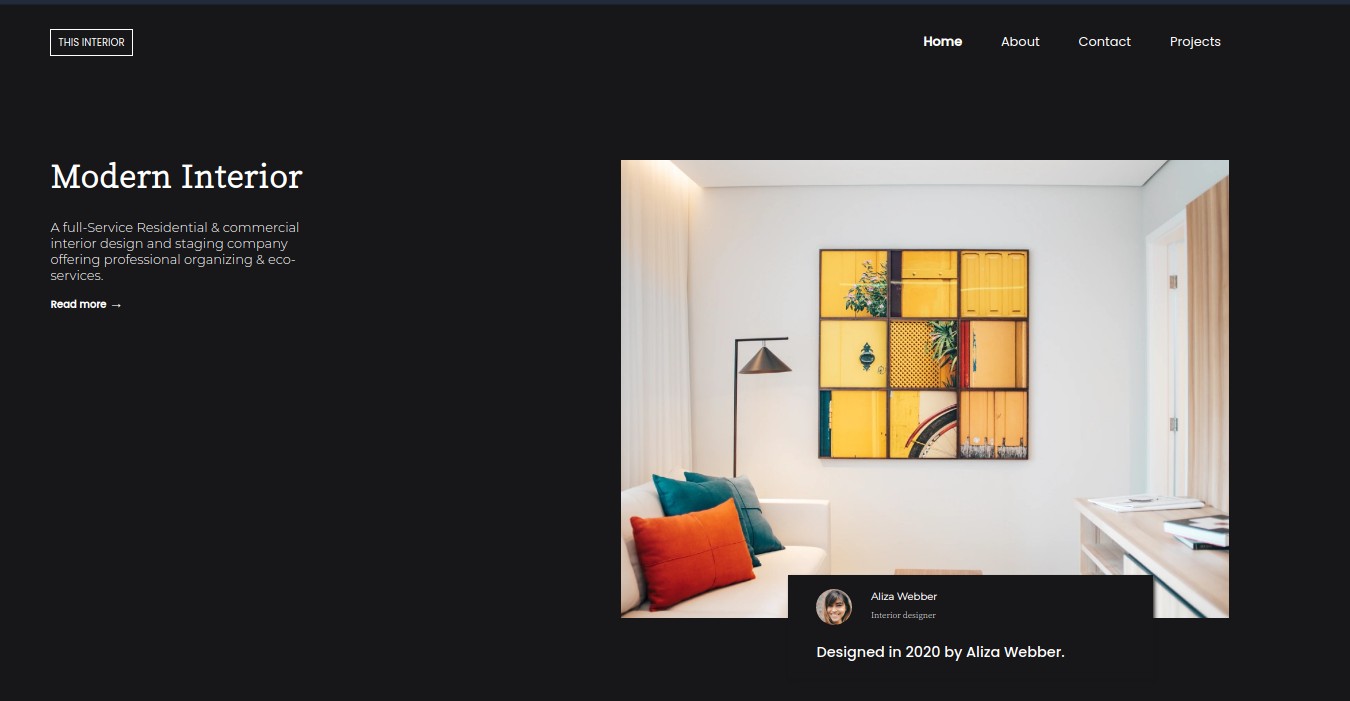 THIS INTERIOR
Home About Contact Projects
Modern Interior
A full-Service Residential & commercial
interior design and staging company
offering professional organizing & eco-
services.
Read more →
Aliza Webber
Interior designer
Designed in 2020 by Aliza Webber.